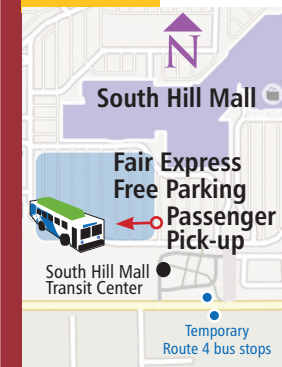 N
South Hill Mall
Fair Express
Free Parking
Passenger
Pick-up
South Hill Mall
Transit Center
Temporary
Route 4 bus stops